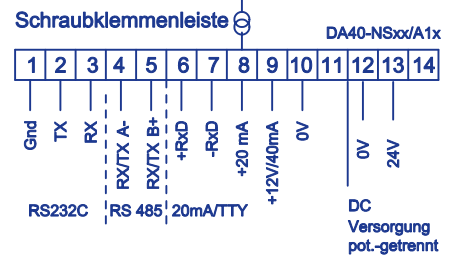 Schraubklemmenleiste
DA40-NSxx/A1x
1 2 3 4 5 6 7 8 9 10 11 12 13 14
Gnd
TX
RX
RX/TX A-
RX/TX B+
+RxD
-RxD
+20 mA
+12V/40mA
0V
0V
24V
RS232C
RS 485
20mA/TTY
DC
Versorgung
pot.-getrennt